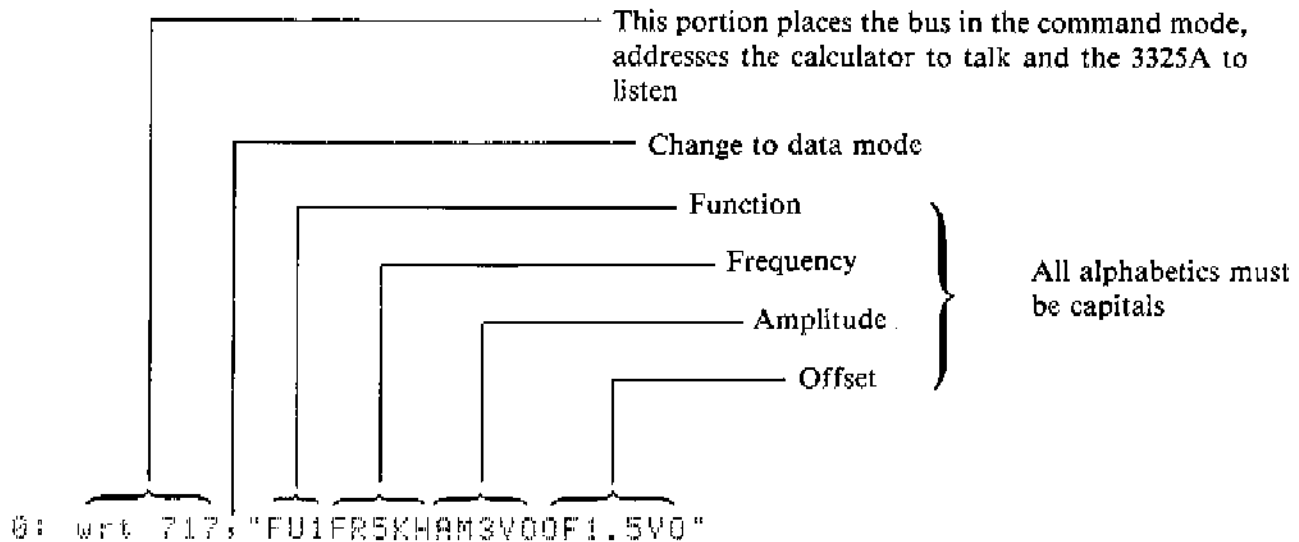 This portion places the bus in the command mode,
addresses the calculator to talk and the 3325A to
listen
Change to data mode
Function
Frequency
Amplitude
Offset
All alphabetics must
be capitals
0: wrt 717,"FU1FR5KHAM3VOOF1.5VO"